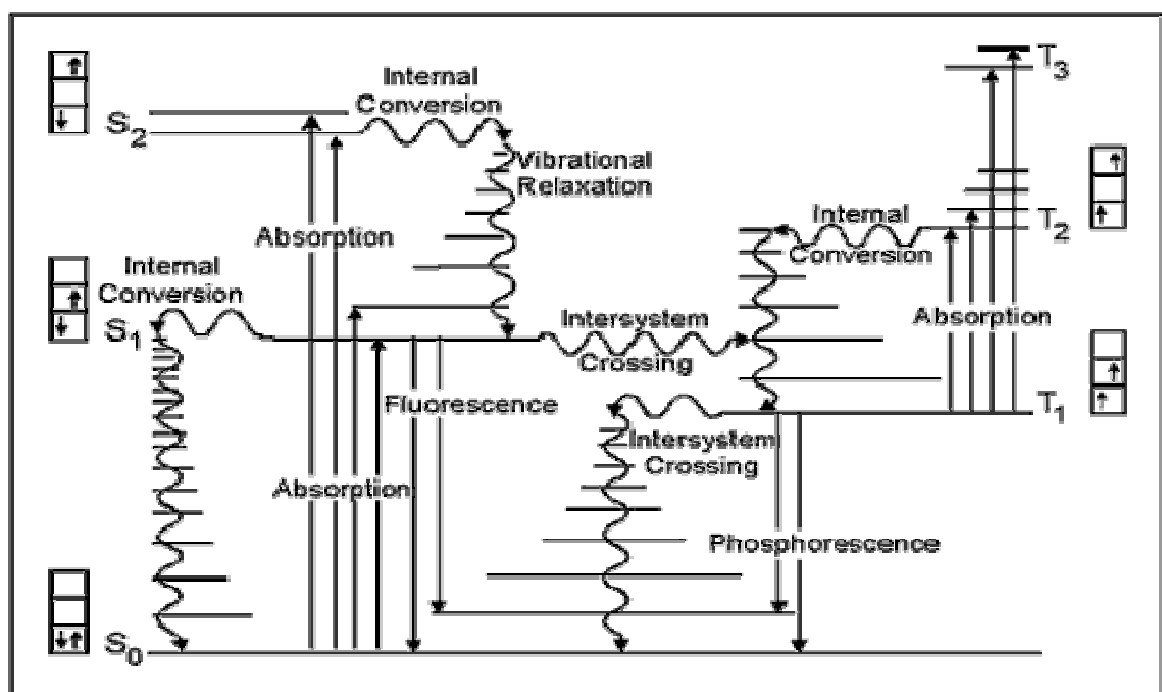 Internal
Conversion
S2
Vibrational
Relaxation
Absorption
T3
Internal
Conversion
T2
Internal
Conversion
S1
Intersystem
Crossing
Absorption
Fluorescence
T1
Intersystem
Crossing
Absorption
Phosphorescence
S0